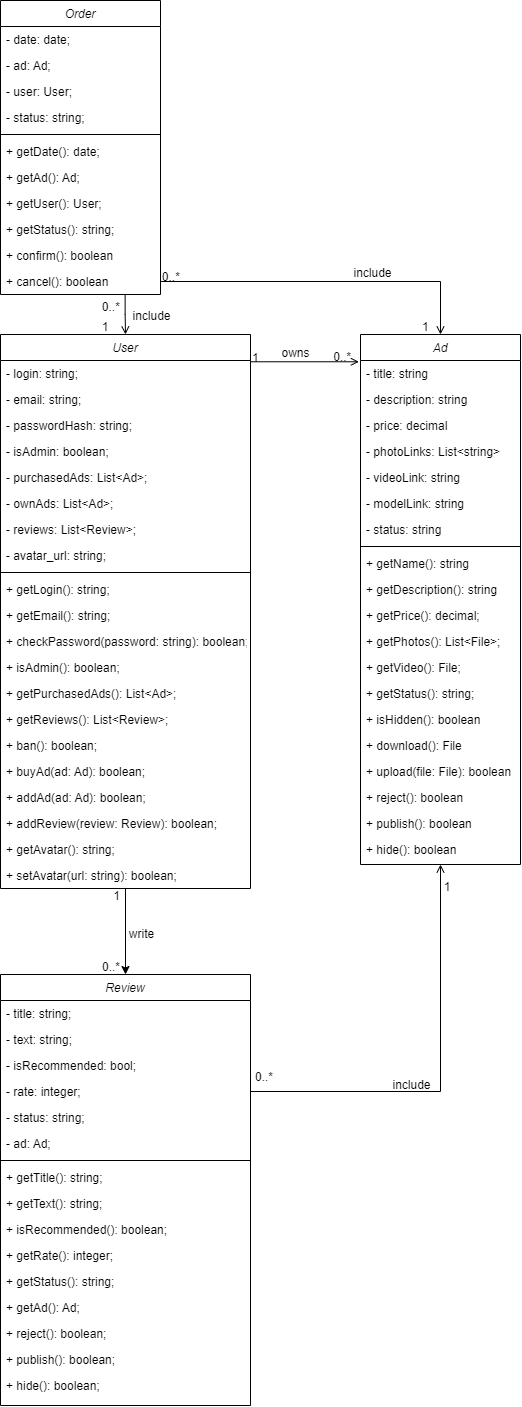 Order
- date: date;
- ad: Ad;
- user: User;
- status: string;
+ getDate(): date;
+ getAd(): Ad;
+ getUser(): User;
+ getStatus(): string;
+ confirm(): boolean
+ cancel(): boolean
0..*
include
0..*
include
1
1
User
- login: string;
- email: string;
- passwordHash: string;
- isAdmin: boolean;
- purchasedAds: List<Ad>;
- ownAds: List<Ad>;
- reviews: List<Review>;
- avatar_url: string;
+ getLogin(): string;
+ getEmail(): string;
+ checkPassword(password: string): boolean;
+ isAdmin(): boolean;
+ getPurchasedAds(): List<Ad>;
+ getReviews(): List<Review>;
+ ban(): boolean;
+ buyAd(ad: Ad): boolean;
+ addAd(ad: Ad): boolean;
+ addReview(review: Review): boolean;
+ getAvatar(): string;
+ setAvatar(url: string): boolean;
1
owns
0..*
Ad
- title: string
- description: string
- price: decimal
- photoLinks: List<string>
- videoLink: string
- modelLink: string
- status: string
+ getName(): string
+ getDescription(): string
+ getPrice(): decimal;
+ getPhotos(): List<File>;
+ getVideo(): File;
+ getStatus(): string;
+ isHidden(): boolean
+ download(): File
+ upload(file: File): boolean
+ reject(): boolean
+ publish(): boolean
+ hide(): boolean
1
1
write
0..*
Review
- title: string;
- text: string;
- isRecommended: bool;
- rate: integer;
- status: string;
- ad: Ad;
+ getTitle(): string;
+ getText(): string;
+ isRecommended(): boolean;
+ getRate(): integer;
+ getStatus(): string;
+ getAd(): Ad;
+ reject(): boolean;
+ publish(): boolean;
+ hide(): boolean;
0..*
include